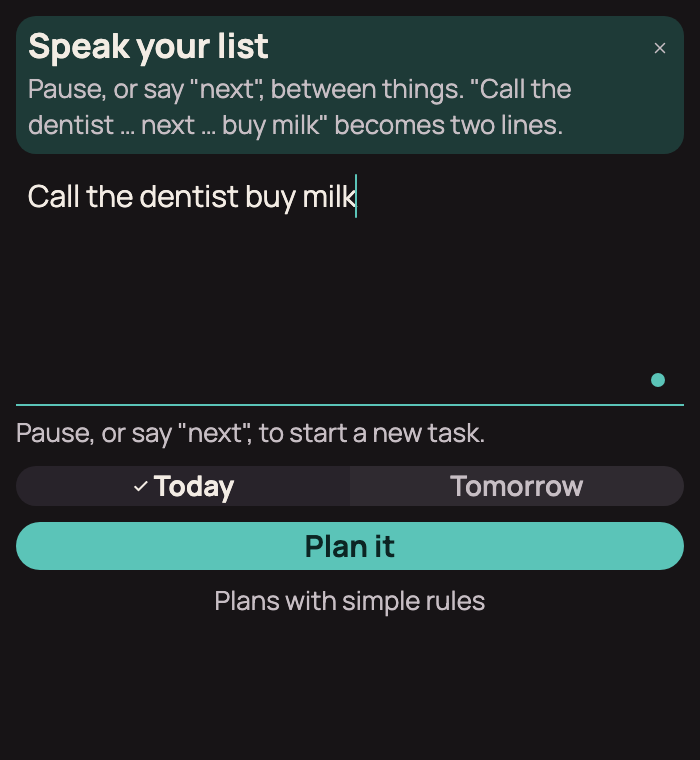 Speak your list
Pause, or say "next", between things. "Call the
dentist ... next ... buy milk" becomes two lines.
Call the dentist buy milk
Pause, or say "next", to start a new task.
Today
Tomorrow
Plan it
Plans with simple rules